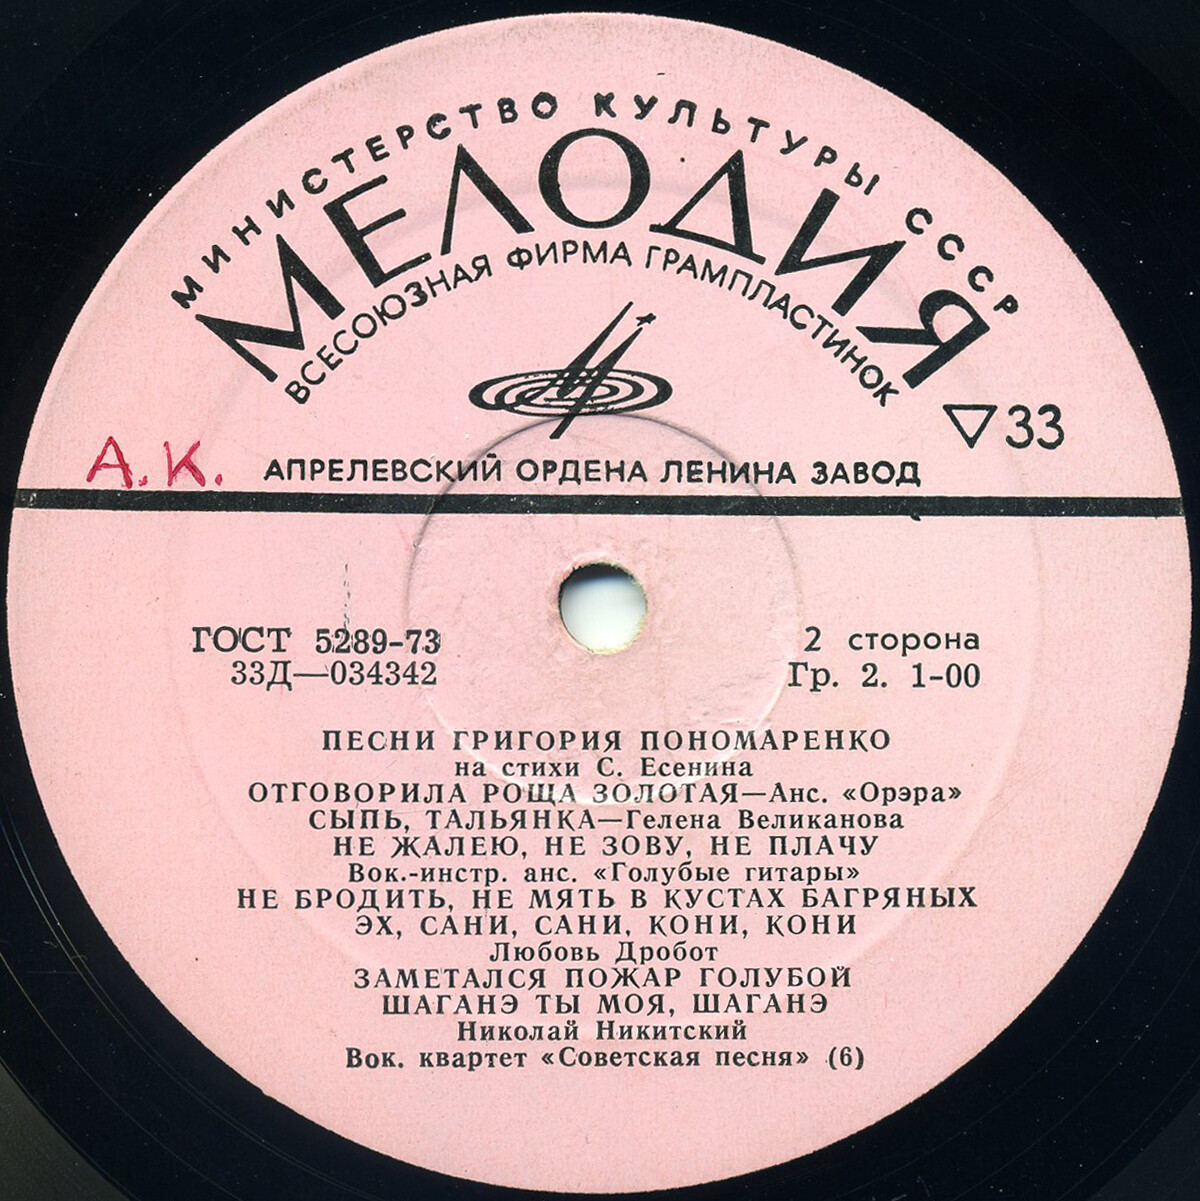 МИНИСТЕРСТВО КУЛЬТУРЫ СССР
МЕЛОДИЯ
ВСЕСОЮЗНАЯ ФИРМА ГРАМПЛАСТИНОК
▽33
А.К.
АПРЕЛЕВСКИЙ ОРДЕНА ЛЕНИНА ЗАВОД
ГОСТ 5289-73
2 сторона
33Д—034342
Гр. 2. 1-00
ПЕСНИ ГРИГОРИЯ ПОНОМАРЕНКО
на стихи С. Есенина
ОТГОВОРИЛА РОЩА ЗОЛОТАЯ—Анс. «Орэра»
СЫПЬ, ТАЛЬЯНКА—Гелена Великанова
НЕ ЖАЛЕЮ, НЕ ЗОВУ, НЕ ПЛАЧУ
Вок.-инстр. анс. «Голубые гитары»
НЕ БРОДИТЬ, НЕ МЯТЬ В КУСТАХ БАГРЯНЫХ
ЭХ, САНИ, САНИ, КОНИ, КОНИ
Любовь Дробот
ЗАМЕТАЛСЯ ПОЖАР ГОЛУБОЙ
ШАГАНЭ ТЫ МОЯ, ШАГАНЭ
Николай Никитский
Вок. квартет «Советская песня» (6)